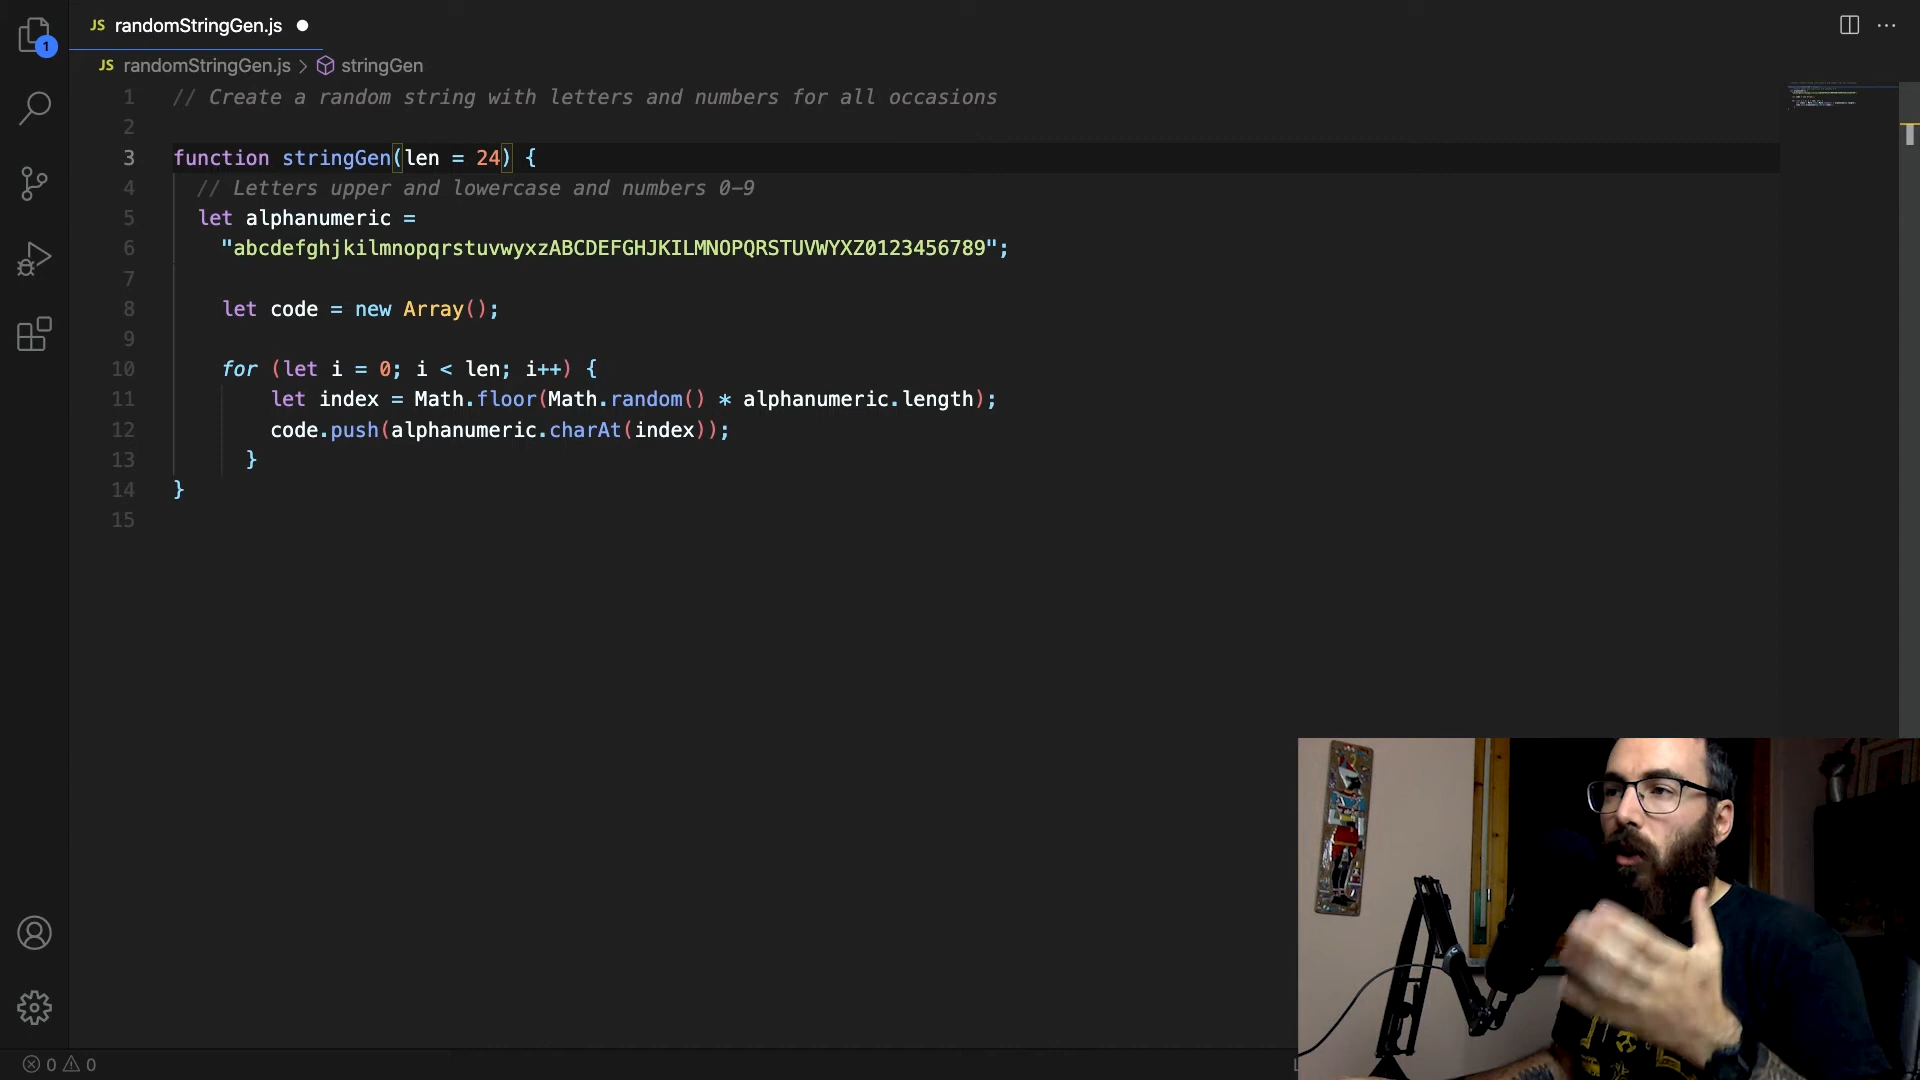 JS randomStringGen.js
JS randomStringGen.js > stringGen
1 // Create a random string with letters and numbers for all occasions
2
3 function stringGen(len = 24) {
4 // Letters upper and lowercase and numbers 0-9
5 let alphanumeric =
6 "abcdefghjkilmnopqrstuvwyxzABCDEFGHJKILMNOPQRSTUVWYXZ0123456789";
7
8 let code = new Array();
9
10 for (let i = 0; i < len; i++) {
11 let index = Math.floor(Math.random() * alphanumeric.length);
12 code.push(alphanumeric.charAt(index));
13 }
14 }
15
1
0 0